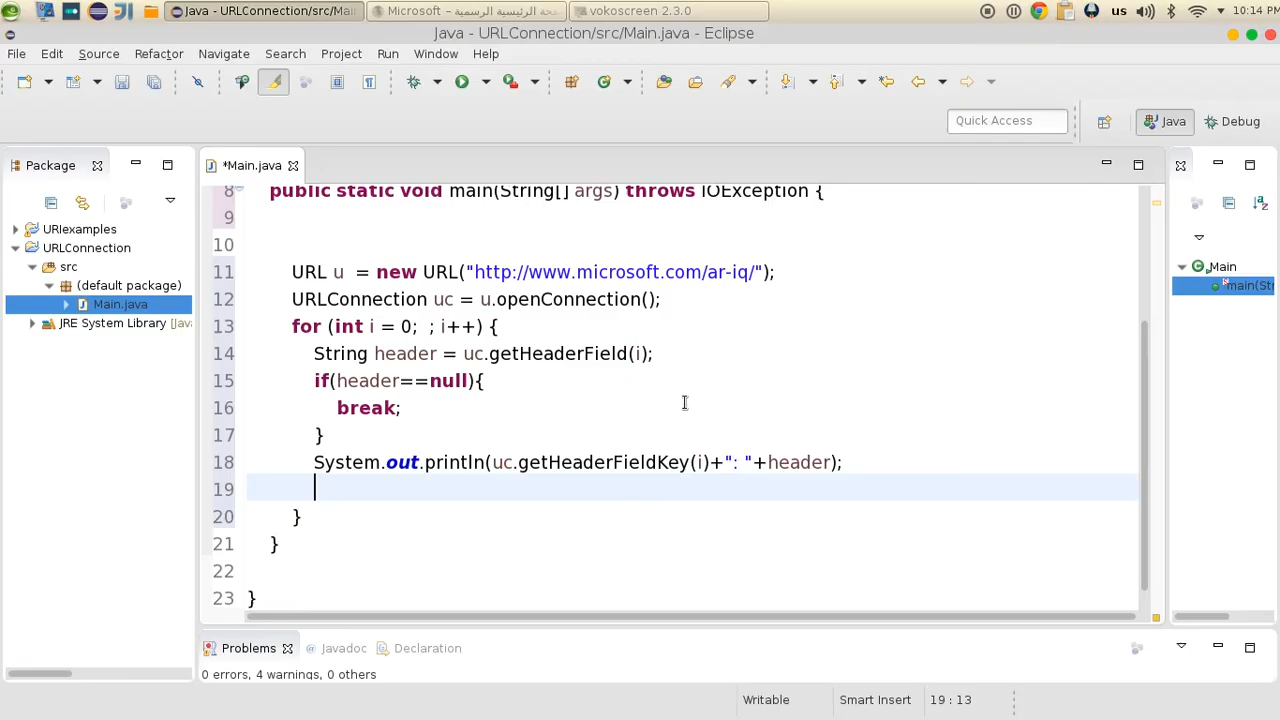 Java - URLConnection/src/Mai
Microsoft – الصفحة الرئيسية الرسمية
vokoscreen 2.3.0
us
10:14 PM
Java - URLConnection/src/Main.java - Eclipse
File Edit Source Refactor Navigate Search Project Run Window Help
Quick Access
Java
Debug
Package
*Main.java
URIexamples
URLConnection
src
(default package)
Main.java
JRE System Library [Java
8 public static void main(String[] args) throws IOException {
9
10
11 URL u = new URL("http://www.microsoft.com/ar-iq/");
12 URLConnection uc = u.openConnection();
13 for (int i = 0; ; i++) {
14 String header = uc.getHeaderField(i);
15 if(header==null){
16 break;
17 }
18 System.out.println(uc.getHeaderFieldKey(i)+": "+header);
19
20 }
21 }
22
23 }
Main
main(Str
Problems
@ Javadoc
Declaration
0 errors, 4 warnings, 0 others
Writable
Smart Insert
19 : 13